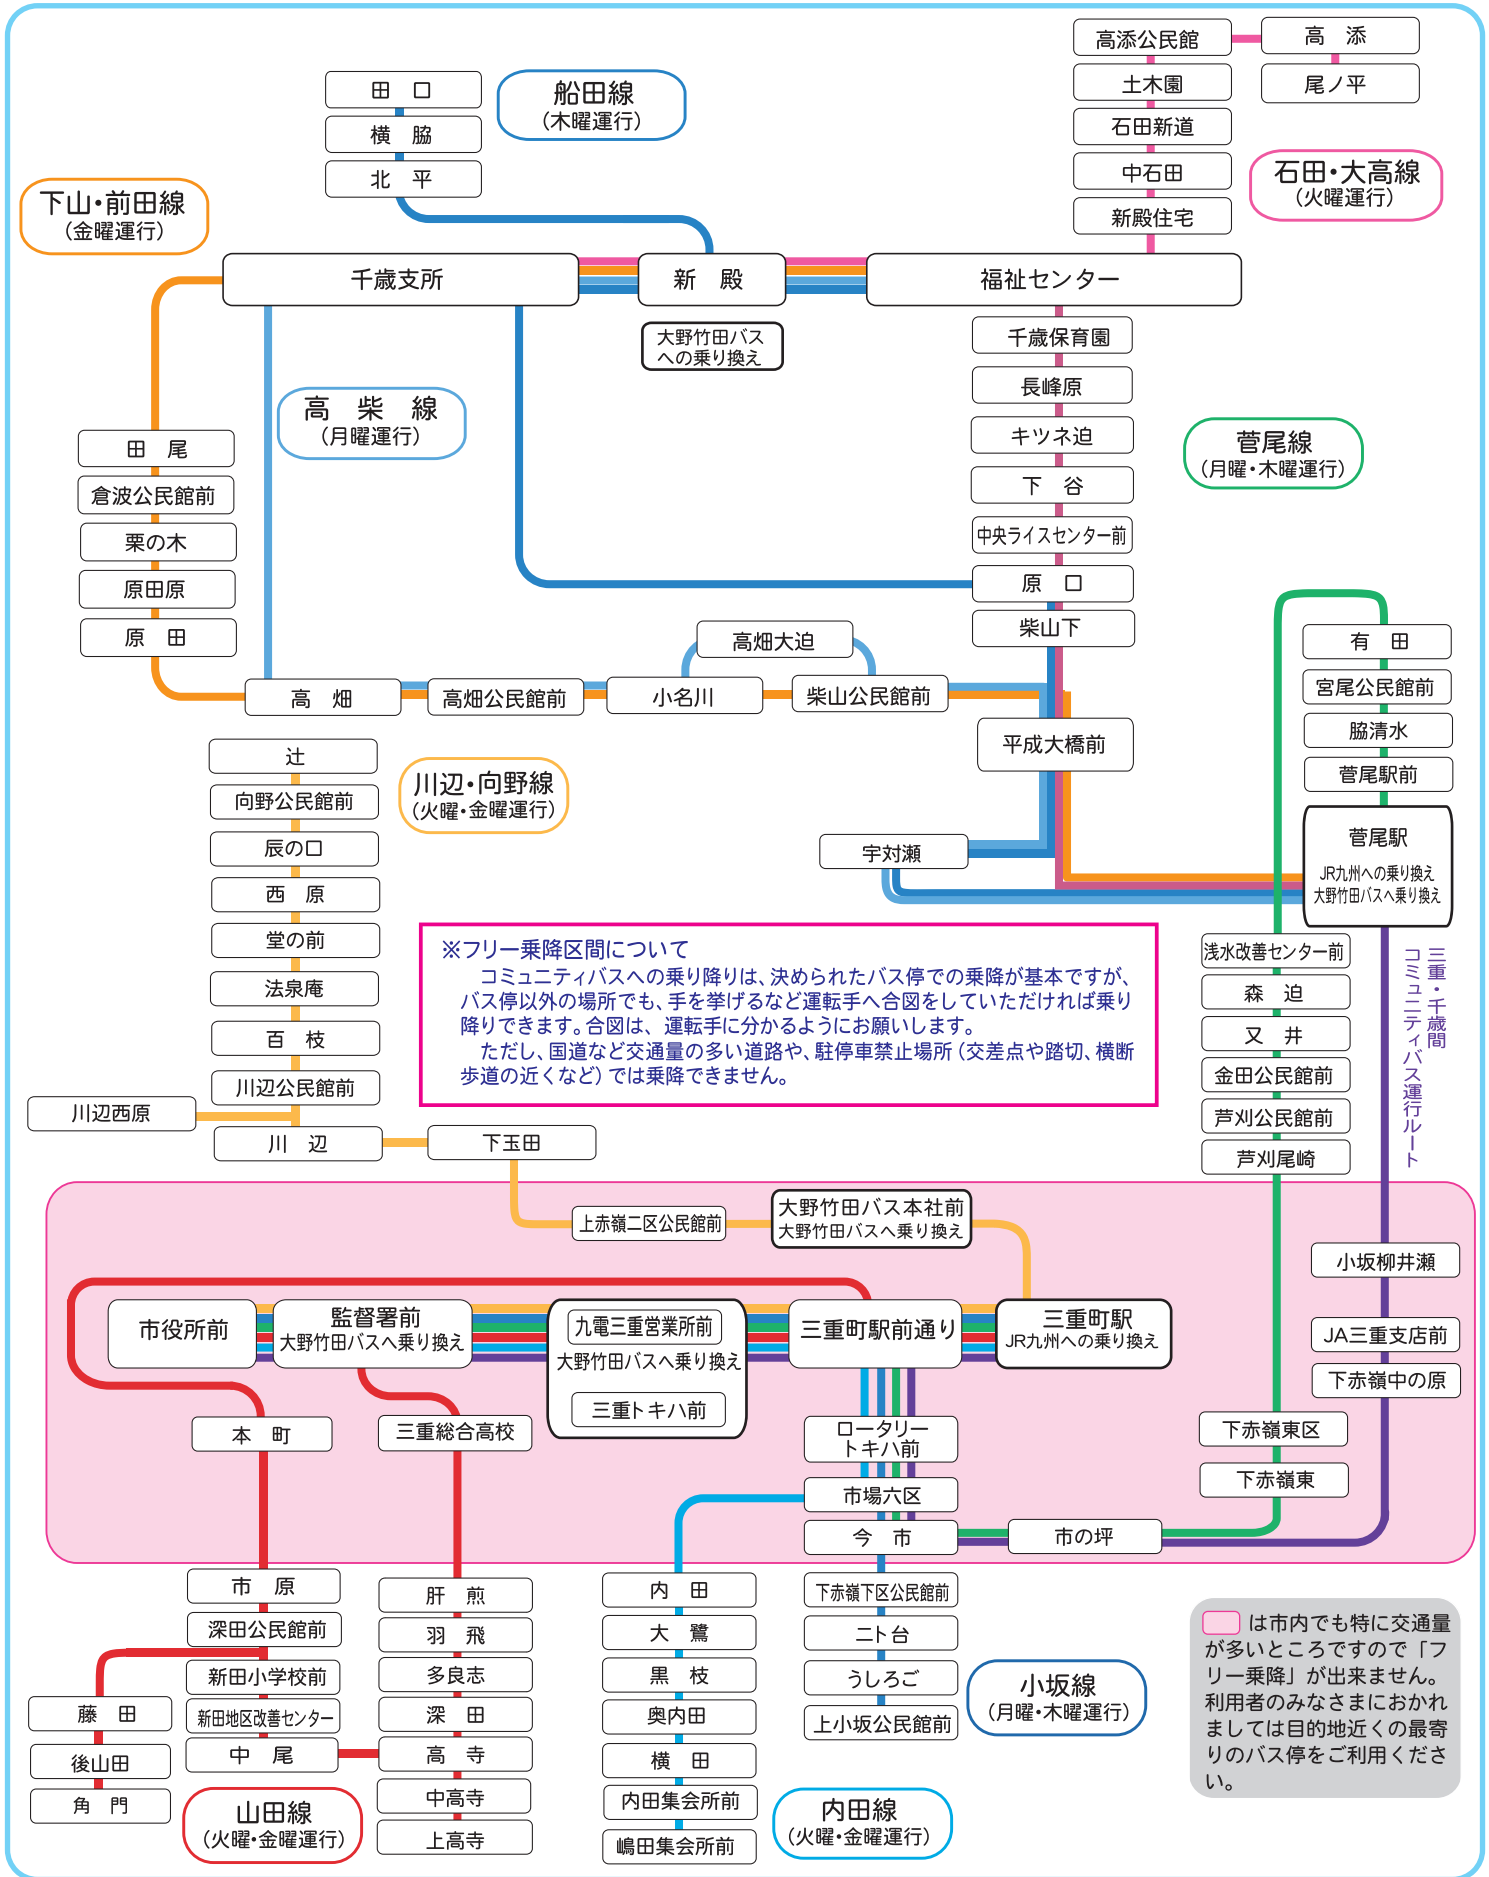 高添公民館
高　添
土木園
尾ノ平
石田新道
中石田
新殿住宅
石田・大高線
（火曜運行）
田　口
横　脇
北　平
船田線
（木曜運行）
下山・前田線
（金曜運行）
千歳支所
新　殿
福祉センター
大野竹田バス
への乗り換え
千歳保育園
長峰原
キツネ迫
下　谷
中央ライスセンター前
原　口
柴山下
高　柴　線
（月曜運行）
菅尾線
（月曜・木曜運行）
田　尾
倉波公民館前
栗の木
原田原
原　田
高　畑
高畑公民館前
小名川
高畑大迫
柴山公民館前
平成大橋前
宇対瀬
有　田
宮尾公民館前
脇清水
菅尾駅前
菅尾駅
JR九州への乗り換え
大野竹田バスへ乗り換え
辻
向野公民館前
辰の口
西　原
堂の前
法泉庵
百　枝
川辺公民館前
川辺西原
川　辺
下玉田
川辺・向野線
（火曜・金曜運行）
※フリー乗降区間について
コミュニティバスへの乗り降りは、決められたバス停での乗降が基本ですが、
バス停以外の場所でも、手を挙げるなど運転手へ合図をしていただければ乗り
降りできます。合図は、運転手に分かるようにお願いします。
ただし、国道など交通量の多い道路や、駐停車禁止場所（交差点や踏切、横断
歩道の近くなど）では乗降できません。
浅水改善センター前
森　迫
又　井
金田公民館前
芦刈公民館前
芦刈尾崎
三重・千歳間
コミュニティバス運行ルート
上赤嶺二区公民館前
大野竹田バス本社前
大野竹田バスへ乗り換え
市役所前
監督署前
大野竹田バスへ乗り換え
九電三重営業所前
大野竹田バスへ乗り換え
三重トキハ前
三重町駅前通り
三重町駅
JR九州への乗り換え
小坂柳井瀬
JA三重支店前
下赤嶺中の原
本　町
三重総合高校
ロータリー
トキハ前
市場六区
今　市
市の坪
下赤嶺東区
下赤嶺東
市　原
深田公民館前
新田小学校前
新田地区改善センター
中　尾
藤　田
後山田
角　門
肝　煎
羽　飛
多良志
深　田
高　寺
中高寺
上高寺
山田線
（火曜・金曜運行）
内　田
大　鷺
黒　枝
奥内田
横　田
内田集会所前
嶋田集会所前
内田線
（火曜・金曜運行）
下赤嶺下区公民館前
ニト台
うしろご
上小坂公民館前
小坂線
（月曜・木曜運行）
は市内でも特に交通量
が多いところですので「フ
リー乗降」が出来ません。
利用者のみなさまにおかれ
ましては目的地近くの最寄
りのバス停をご利用くださ
い。